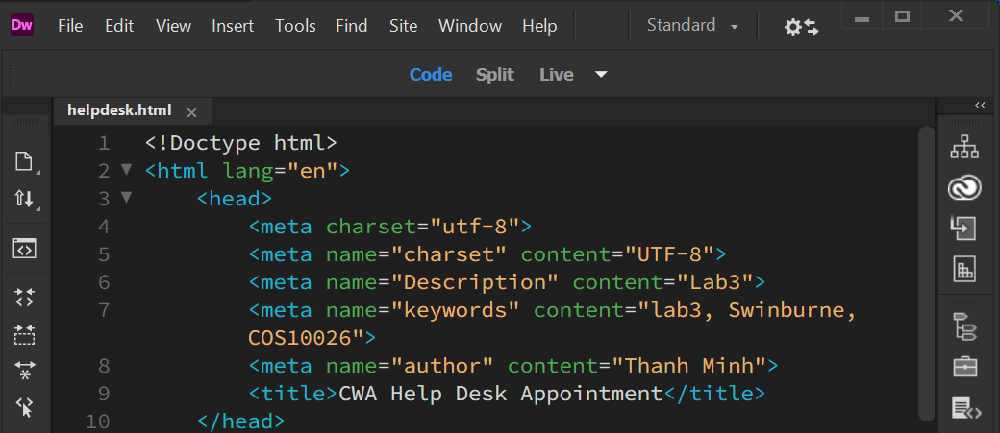 Dw File Edit View Insert Tools Find Site Window Help Standard
Code Split Live
helpdesk.html
1 <!Doctype html>
2 <html lang="en">
3 <head>
4 <meta charset="utf-8">
5 <meta name="charset" content="UTF-8">
6 <meta name="Description" content="Lab3">
7 <meta name="keywords" content="lab3, Swinburne,
COS10026">
8 <meta name="author" content="Thanh Minh">
9 <title>CWA Help Desk Appointment</title>
10 </head>